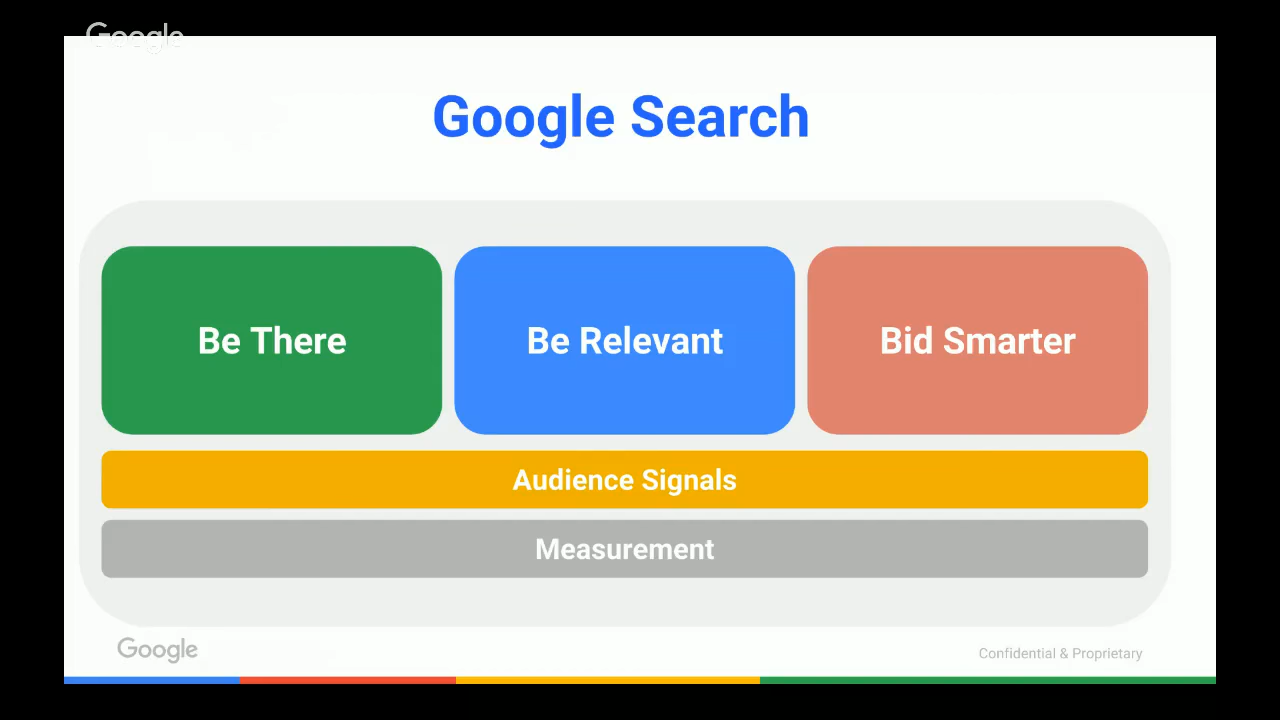 Google
Google Search
Be There
Be Relevant
Bid Smarter
Audience Signals
Measurement
Google
Confidential & Proprietary